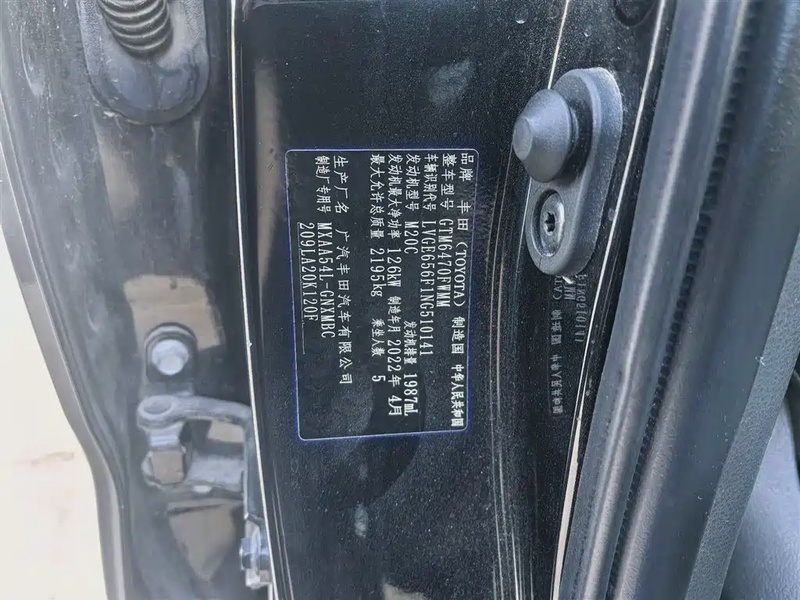 品牌 丰田(TOYOTA) 制造国 中华人民共和国
整车型号 GTM6470FWMM
车辆识别代号 LVGE656F1NG510141
发动机型号 M20C 发动机排量 1987mL
发动机最大净功率 126kW 制造年月 2022年 4月
最大允许总质量 2195kg 乘坐人数 5
生产厂名 广汽丰田汽车有限公司
制造厂专用号 MXAA54L-GNXMBC
209LA20K120F